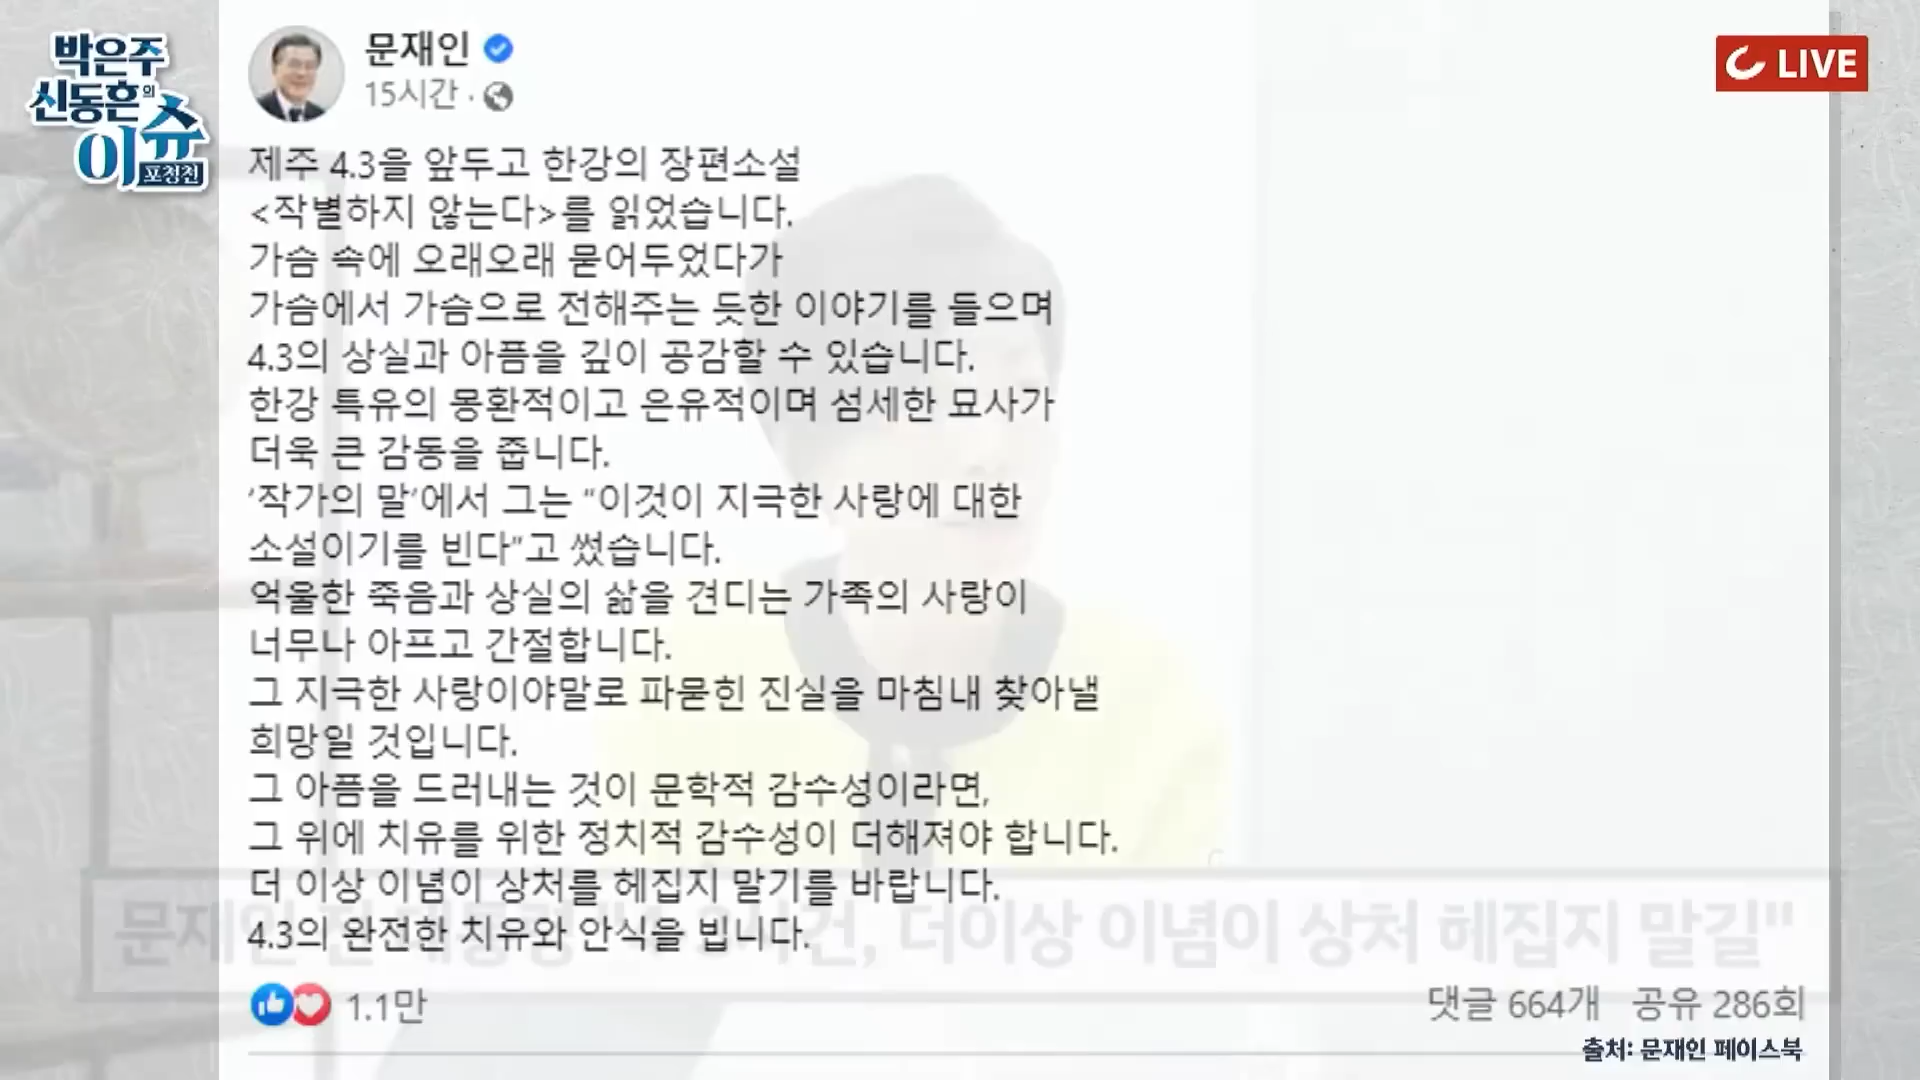 박은주
신동흔의
이슈
포청천
LIVE
문재인
15시간 ·
제주 4.3을 앞두고 한강의 장편소설
<작별하지 않는다>를 읽었습니다.
가슴 속에 오래오래 묻어두었다가
가슴에서 가슴으로 전해주는 듯한 이야기를 들으며
4.3의 상실과 아픔을 깊이 공감할 수 있습니다.
한강 특유의 몽환적이고 은유적이며 섬세한 묘사가
더욱 큰 감동을 줍니다.
‘작가의 말’에서 그는 “이것이 지극한 사랑에 대한
소설이기를 빈다”고 썼습니다.
억울한 죽음과 상실의 삶을 견디는 가족의 사랑이
너무나 아프고 간절합니다.
그 지극한 사랑이야말로 파묻힌 진실을 마침내 찾아낼
희망일 것입니다.
그 아픔을 드러내는 것이 문학적 감수성이라면,
그 위에 치유를 위한 정치적 감수성이 더해져야 합니다.
더 이상 이념이 상처를 헤집지 말기를 바랍니다.
4.3의 완전한 치유와 안식을 빕니다.
더이상 이념이 상처 헤집지 말길"
1.1만
댓글 664개 공유 286회
출처: 문재인 페이스북